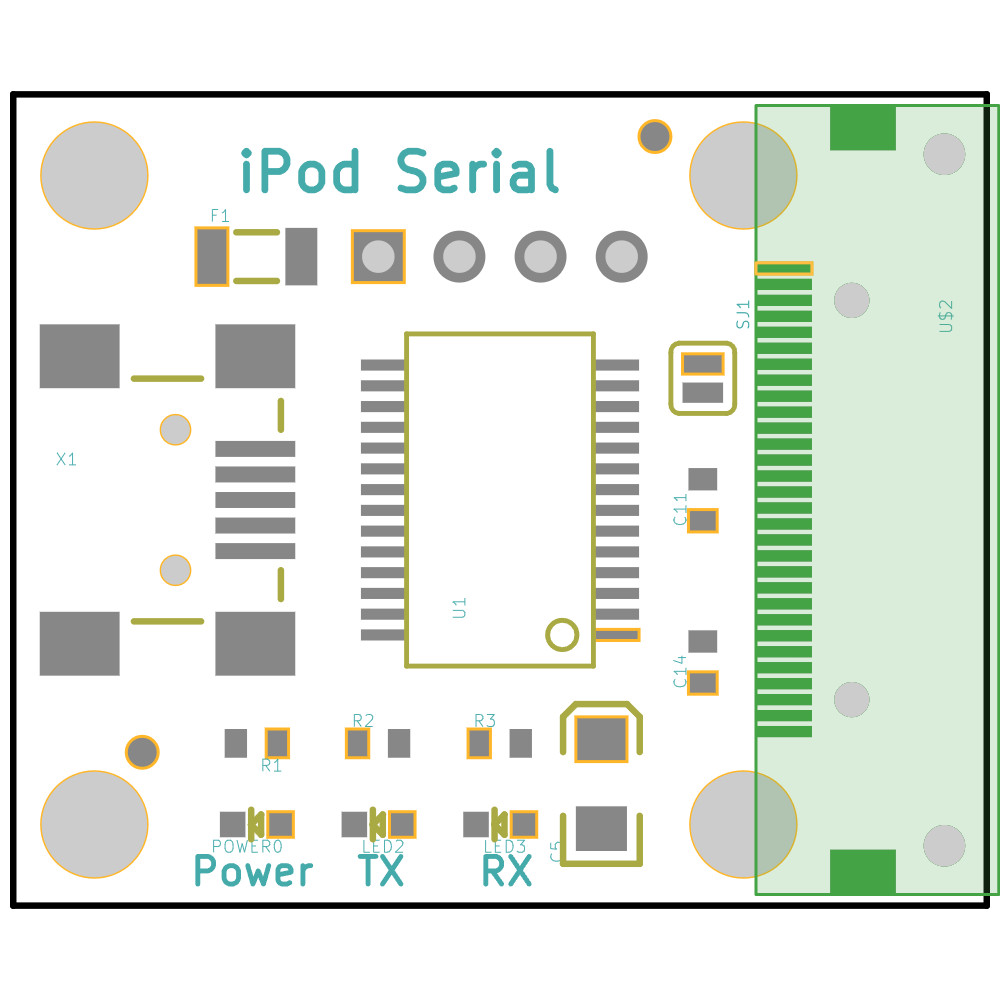 iPod Serial
F1
SJ1
U$2
X1
C11
U1
C14
R2
R3
R1
POWER0
LED2
LED3
C5
Power
TX
RX